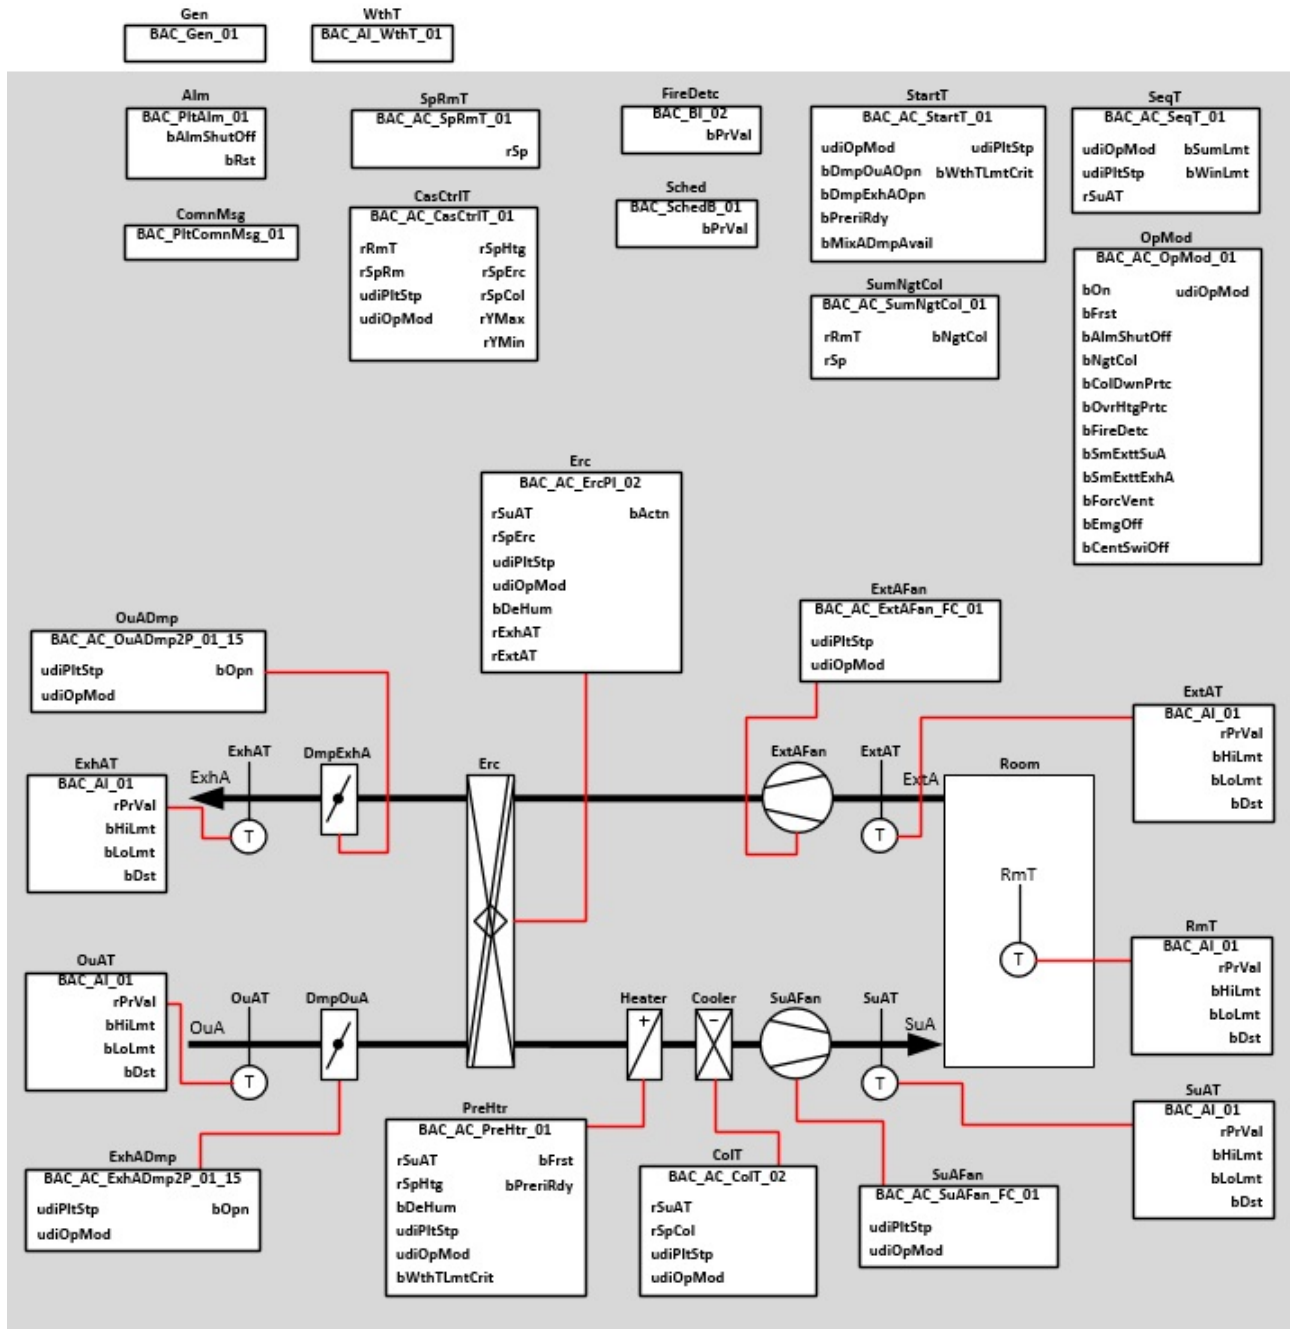 Gen
BAC_Gen_01
WthT
BAC_AI_WthT_01
Alm
BAC_PltAlm_01
bAlmShutOff
bRst
ComnMsg
BAC_PltComnMsg_01
SpRmT
BAC_AC_SpRmT_01
rSp
CasCtrlT
BAC_AC_CasCtrlT_01
rRmT rSpHtg
rSpRm rSpErc
udiPltStp rSpCol
udiOpMod rYMax
rYMin
FireDetc
BAC_BI_02
bPrVal
Sched
BAC_SchedB_01
bPrVal
StartT
BAC_AC_StartT_01
udiOpMod udiPltStp
bDmpOuAOpn bWthTLmtCrit
bDmpExhAOpn
bPreriRdy
bMixADmpAvail
SumNgtCol
BAC_AC_SumNgtCol_01
rRmT bNgtCol
rSp
SeqT
BAC_AC_SeqT_01
udiOpMod bSumLmt
udiPltStp bWinLmt
rSuAT
OpMod
BAC_AC_OpMod_01
bOn udiOpMod
bFrst
bAlmShutOff
bNgtCol
bColDwnPrtc
bOvrHtgPrtc
bFireDetc
bSmExttSuA
bSmExttExhA
bForcVent
bEmgOff
bCentSwiOff
Erc
BAC_AC_ErcPI_02
rSuAT bActn
rSpErc
udiPltStp
udiOpMod
bDeHum
rExhAT
rExtAT
OuADmp
BAC_AC_OuADmp2P_01_15
udiPltStp bOpn
udiOpMod
ExtAFan
BAC_AC_ExtAFan_FC_01
udiPltStp
udiOpMod
ExtAT
BAC_AI_01
rPrVal
bHiLmt
bLoLmt
bDst
ExhAT
BAC_AI_01
rPrVal
bHiLmt
bLoLmt
bDst
ExhA
ExhAT
T
DmpExhA
Erc
ExtAFan
ExtAT
T
ExtA
Room
RmT
T
RmT
BAC_AI_01
rPrVal
bHiLmt
bLoLmt
bDst
OuAT
BAC_AI_01
rPrVal
bHiLmt
bLoLmt
bDst
OuA
OuAT
T
DmpOuA
Heater
+
Cooler
−
SuAFan
SuAT
T
SuA
SuAT
BAC_AI_01
rPrVal
bHiLmt
bLoLmt
bDst
ExhADmp
BAC_AC_ExhADmp2P_01_15
udiPltStp bOpn
udiOpMod
PreHtr
BAC_AC_PreHtr_01
rSuAT bFrst
rSpHtg bPreriRdy
bDeHum
udiPltStp
udiOpMod
bWthTLmtCrit
ColT
BAC_AC_ColT_02
rSuAT
rSpCol
udiPltStp
udiOpMod
SuAFan
BAC_AC_SuAFan_FC_01
udiPltStp
udiOpMod